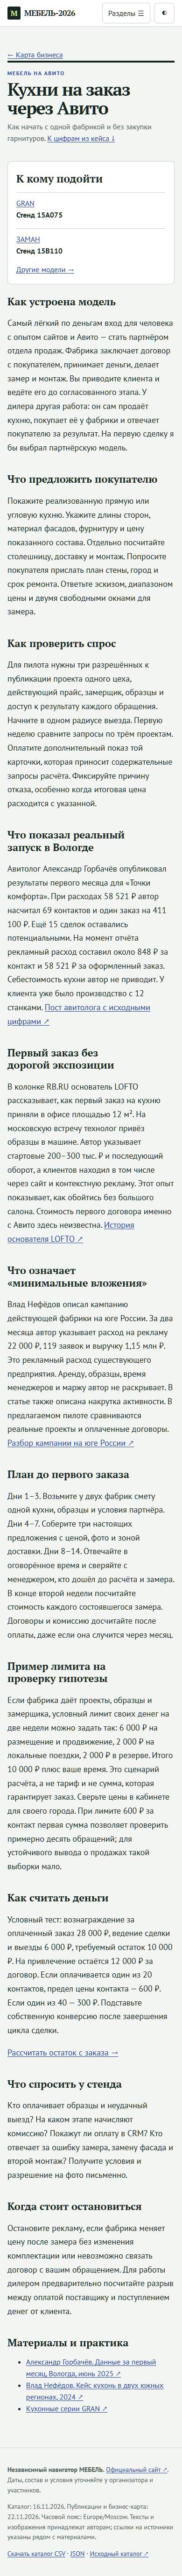 М МЕБЕЛЬ-2026
Разделы ☰
← Карта бизнеса
МЕБЕЛЬ НА АВИТО
Кухни на заказ
через Авито
Как начать с одной фабрикой и без закупки
гарнитуров. К цифрам из кейса ↓
К кому подойти
GRAN
Стенд 15A075
ЗАМАН
Стенд 15B110
Другие модели →
Как устроена модель
Самый лёгкий по деньгам вход для человека
с опытом сайтов и Авито — стать партнёром
отдела продаж. Фабрика заключает договор
с покупателем, принимает деньги, делает
замер и монтаж. Вы приводите клиента и
ведёте его до согласованного этапа. У
дилера другая работа: он сам продаёт
кухню, покупает её у фабрики и отвечает
покупателю за результат. На первую сделку я
бы выбрал партнёрскую модель.
Что предложить покупателю
Покажите реализованную прямую или
угловую кухню. Укажите длины сторон,
материал фасадов, фурнитуру и цену
показанного состава. Отдельно посчитайте
столешницу, доставку и монтаж. Попросите
покупателя прислать план стены, город и
срок ремонта. Ответьте эскизом, диапазоном
цены и двумя свободными окнами для
замера.
Как проверить спрос
Для пилота нужны три разрешённых к
публикации проекта одного цеха,
действующий прайс, замерщик, образцы и
доступ к результату каждого обращения.
Начните в одном радиусе выезда. Первую
неделю сравните запросы по трём проектам.
Оплатите дополнительный показ той
карточки, которая приносит содержательные
запросы расчёта. Фиксируйте причину
отказа, особенно когда итоговая цена
расходится с указанной.
Что показал реальный
запуск в Вологде
Авитолог Александр Горбачёв опубликовал
результаты первого месяца для «Точки
комфорта». При расходах 58 521 ₽ автор
насчитал 69 контактов и один заказ на 411
100 ₽. Ещё 15 сделок оставались
потенциальными. На момент отчёта
рекламный расход составил около 848 ₽ за
контакт и 58 521 ₽ за оформленный заказ.
Себестоимость кухни автор не приводит. У
клиента уже было производство с 12
станками. Пост авитолога с исходными
цифрами ↗
Первый заказ без
дорогой экспозиции
В колонке RB.RU основатель LOFTO
рассказывает, как первый заказ на кухню
приняли в офисе площадью 12 м². На
московскую встречу технолог привёз
образцы в машине. Автор указывает
стартовые 200–300 тыс. ₽ и последующий
оборот, а клиентов находил в том числе
через сайт и контекстную рекламу. Этот опыт
показывает, как обойтись без большого
салона. Стоимость первого договора именно
с Авито здесь неизвестна. История
основателя LOFTO ↗
Что означает
«минимальные вложения»
Влад Нефёдов описал кампанию
действующей фабрики на юге России. За два
месяца автор указывает расход на рекламу
22 000 ₽, 119 заявок и выручку 1,15 млн ₽.
Это рекламный расход существующего
предприятия. Аренду, образцы, время
менеджеров и маржу автор не раскрывает. В
статье также описана накрутка активности. В
предлагаемом пилоте сравниваются
реальные проекты и оплаченные договоры.
Разбор кампании на юге России ↗
План до первого заказа
Дни 1–3. Возьмите у двух фабрик смету
одной кухни, образцы и условия партнёра.
Дни 4–7. Соберите три настоящих
предложения с ценой, фото и зоной
доставки. Дни 8–14. Отвечайте в
оговорённое время и сверяйте с
менеджером, кто дошёл до расчёта и замера.
В конце второй недели посчитайте
стоимость каждого состоявшегося замера.
Договоры и комиссию досчитайте после
оплаты, даже если она случится через месяц.
Пример лимита на
проверку гипотезы
Если фабрика даёт проекты, образцы и
замерщика, условный лимит своих денег на
две недели можно задать так: 6 000 ₽ на
размещение и продвижение, 2 000 ₽ на
локальные поездки, 2 000 ₽ в резерве. Итого
10 000 ₽ плюс ваше время. Это сценарий
расчёта, а не тариф и не сумма, которая
гарантирует заказ. Сверьте цены в кабинете
для своего города. При лимите 600 ₽ за
контакт первая сумма позволяет проверить
примерно десять обращений; для
устойчивого вывода о продажах такой
выборки мало.
Как считать деньги
Условный тест: вознаграждение за
оплаченный заказ 28 000 ₽, ведение сделки
и выезды 6 000 ₽, требуемый остаток 10 000
₽. На привлечение остаётся 12 000 ₽ за
договор. Если оплачивается один из 20
контактов, предел цены контакта — 600 ₽.
Если один из 40 — 300 ₽. Подставьте
собственную конверсию после завершения
цикла сделки.
Рассчитать остаток с заказа →
Что спросить у стенда
Кто оплачивает образцы и неудачный
выезд? На каком этапе начисляют
комиссию? Покажут ли оплату в CRM? Кто
отвечает за ошибку замера, замену фасада и
второй монтаж? Получите условия и
разрешение на фото письменно.
Когда стоит остановиться
Остановите рекламу, если фабрика меняет
цену после замера без изменения
комплектации или невозможно связать
договор с вашим обращением. Для работы
дилером предварительно посчитайте разрыв
между оплатой поставщику и поступлением
денег от клиента.
Материалы и практика
Александр Горбачёв. Данные за первый
месяц, Вологда, июнь 2025 ↗
Влад Нефёдов. Кейс кухонь в двух южных
регионах, 2024 ↗
Кухонные серии GRAN ↗
Независимый навигатор МЕБЕЛЬ. Официальный сайт ↗.
Даты, состав и условия уточняйте у организатора и
участников.
Каталог: 16.11.2026. Публикации и бизнес-карта:
22.11.2026. Часовой пояс: Europe/Moscow. Тексты и
изображения принадлежат авторам; ссылки на источники
указаны рядом с материалами.
Скачать каталог CSV · JSON · Исходный каталог ↗